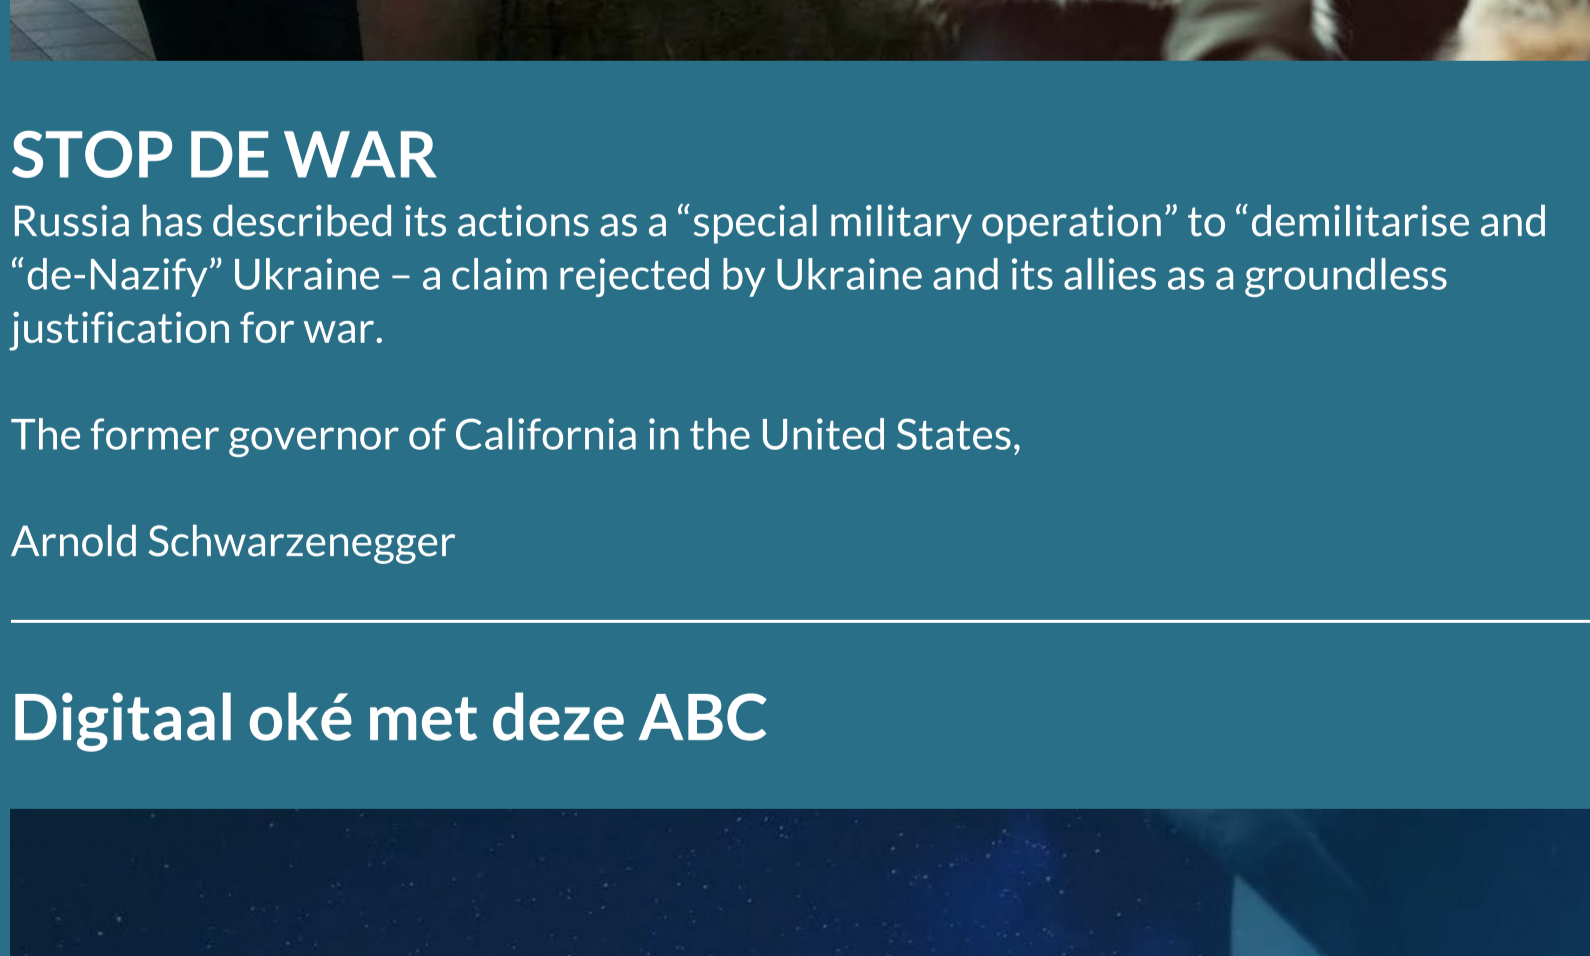 STOP DE WAR
Russia has described its actions as a “special military operation” to “demilitarise and
“de-Nazify” Ukraine – a claim rejected by Ukraine and its allies as a groundless
justification for war.
The former governor of California in the United States,
Arnold Schwarzenegger
Digitaal oké met deze ABC